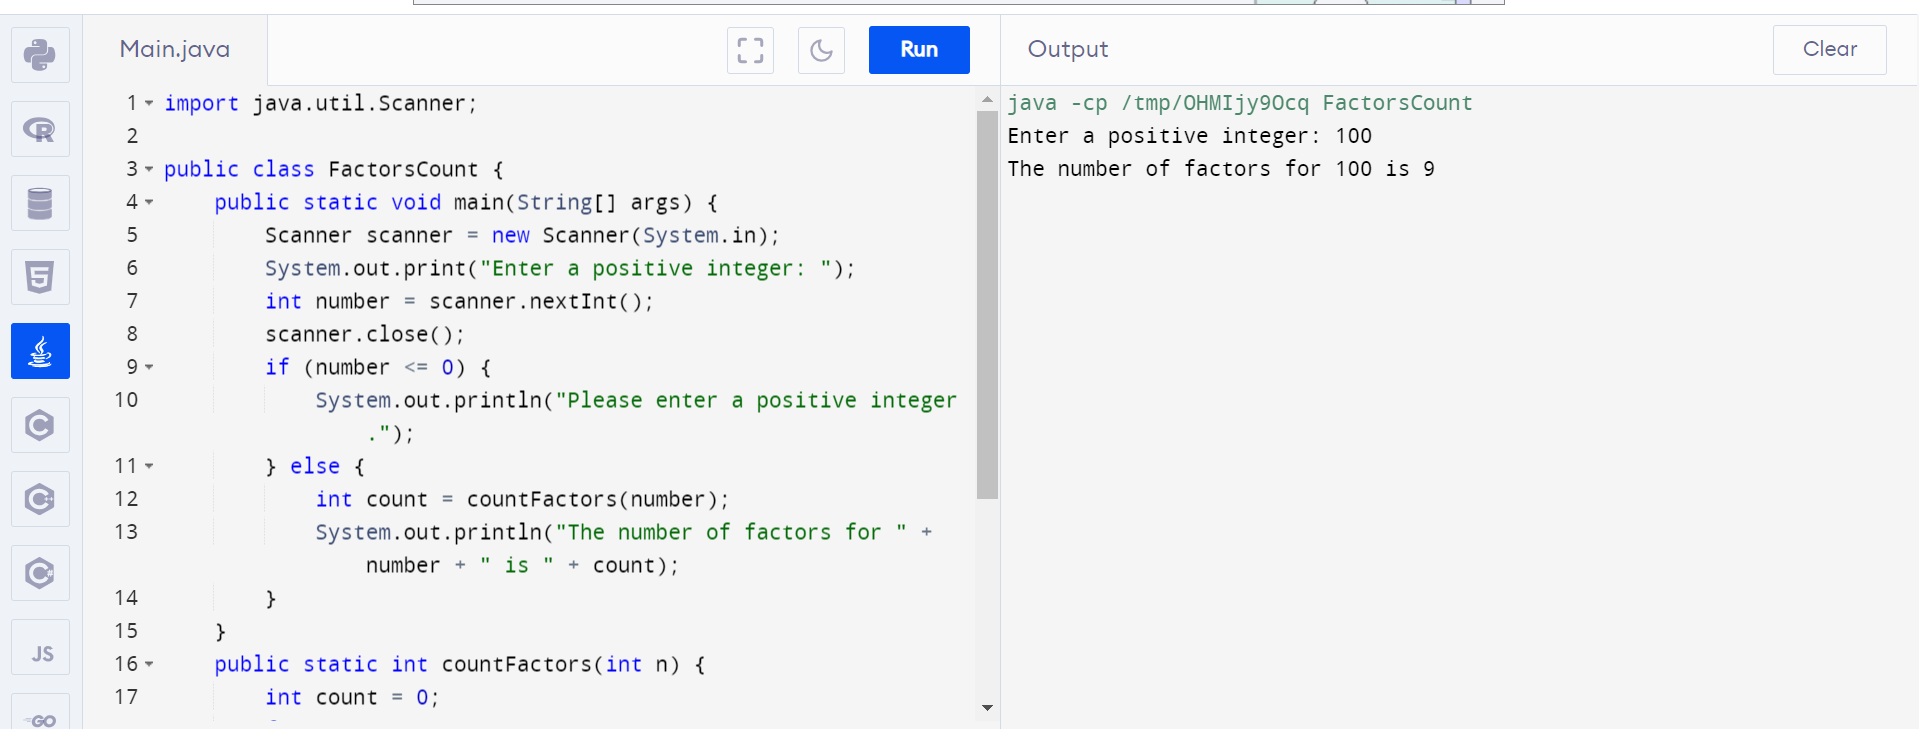 Main.java
Run
Output
Clear
1 import java.util.Scanner;
2
3 public class FactorsCount {
4 public static void main(String[] args) {
5 Scanner scanner = new Scanner(System.in);
6 System.out.print("Enter a positive integer: ");
7 int number = scanner.nextInt();
8 scanner.close();
9 if (number <= 0) {
10 System.out.println("Please enter a positive integer
.");
11 } else {
12 int count = countFactors(number);
13 System.out.println("The number of factors for " +
number + " is " + count);
14 }
15 }
16 public static int countFactors(int n) {
17 int count = 0;
java -cp /tmp/OHMIjy9Ocq FactorsCount
Enter a positive integer: 100
The number of factors for 100 is 9
R
5
C
C
C#
JS
GO